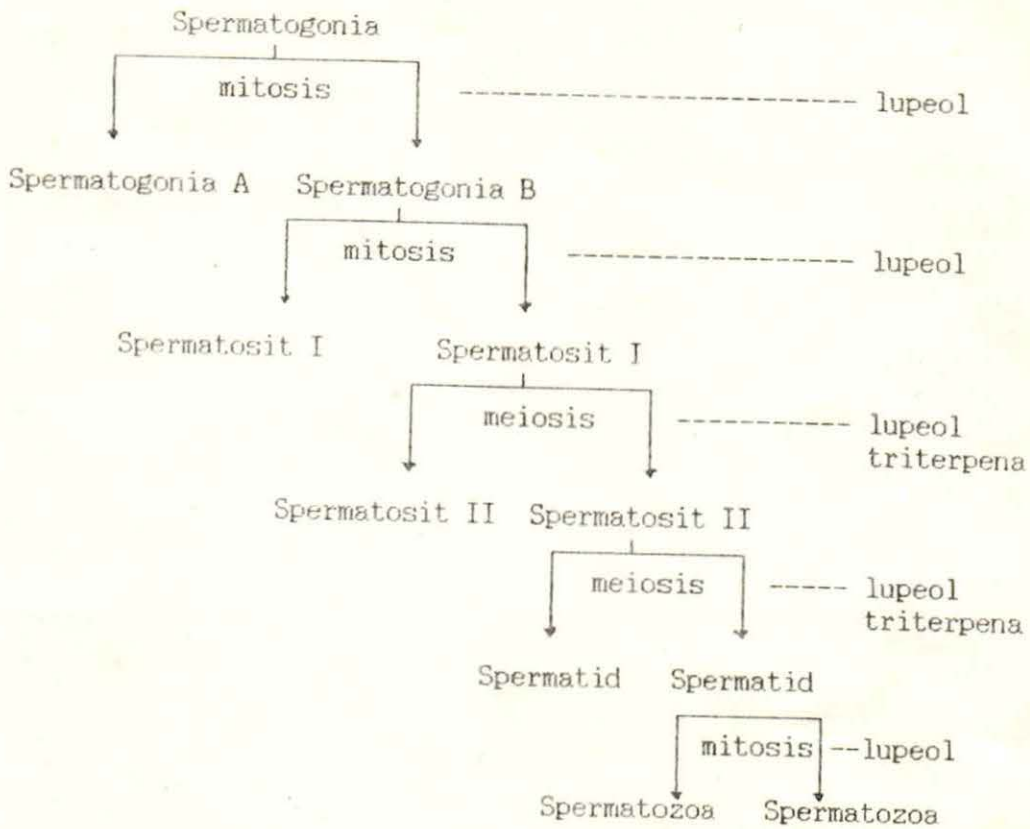 Spermatogonia
mitosis ---------------------------- lupeol
Spermatogonia A Spermatogonia B
mitosis -------------------- lupeol
Spermatosit I Spermatosit I
meiosis ------------ lupeol
triterpena
Spermatosit II Spermatosit II
meiosis ----- lupeol
triterpena
Spermatid Spermatid
mitosis --lupeol
Spermatozoa Spermatozoa